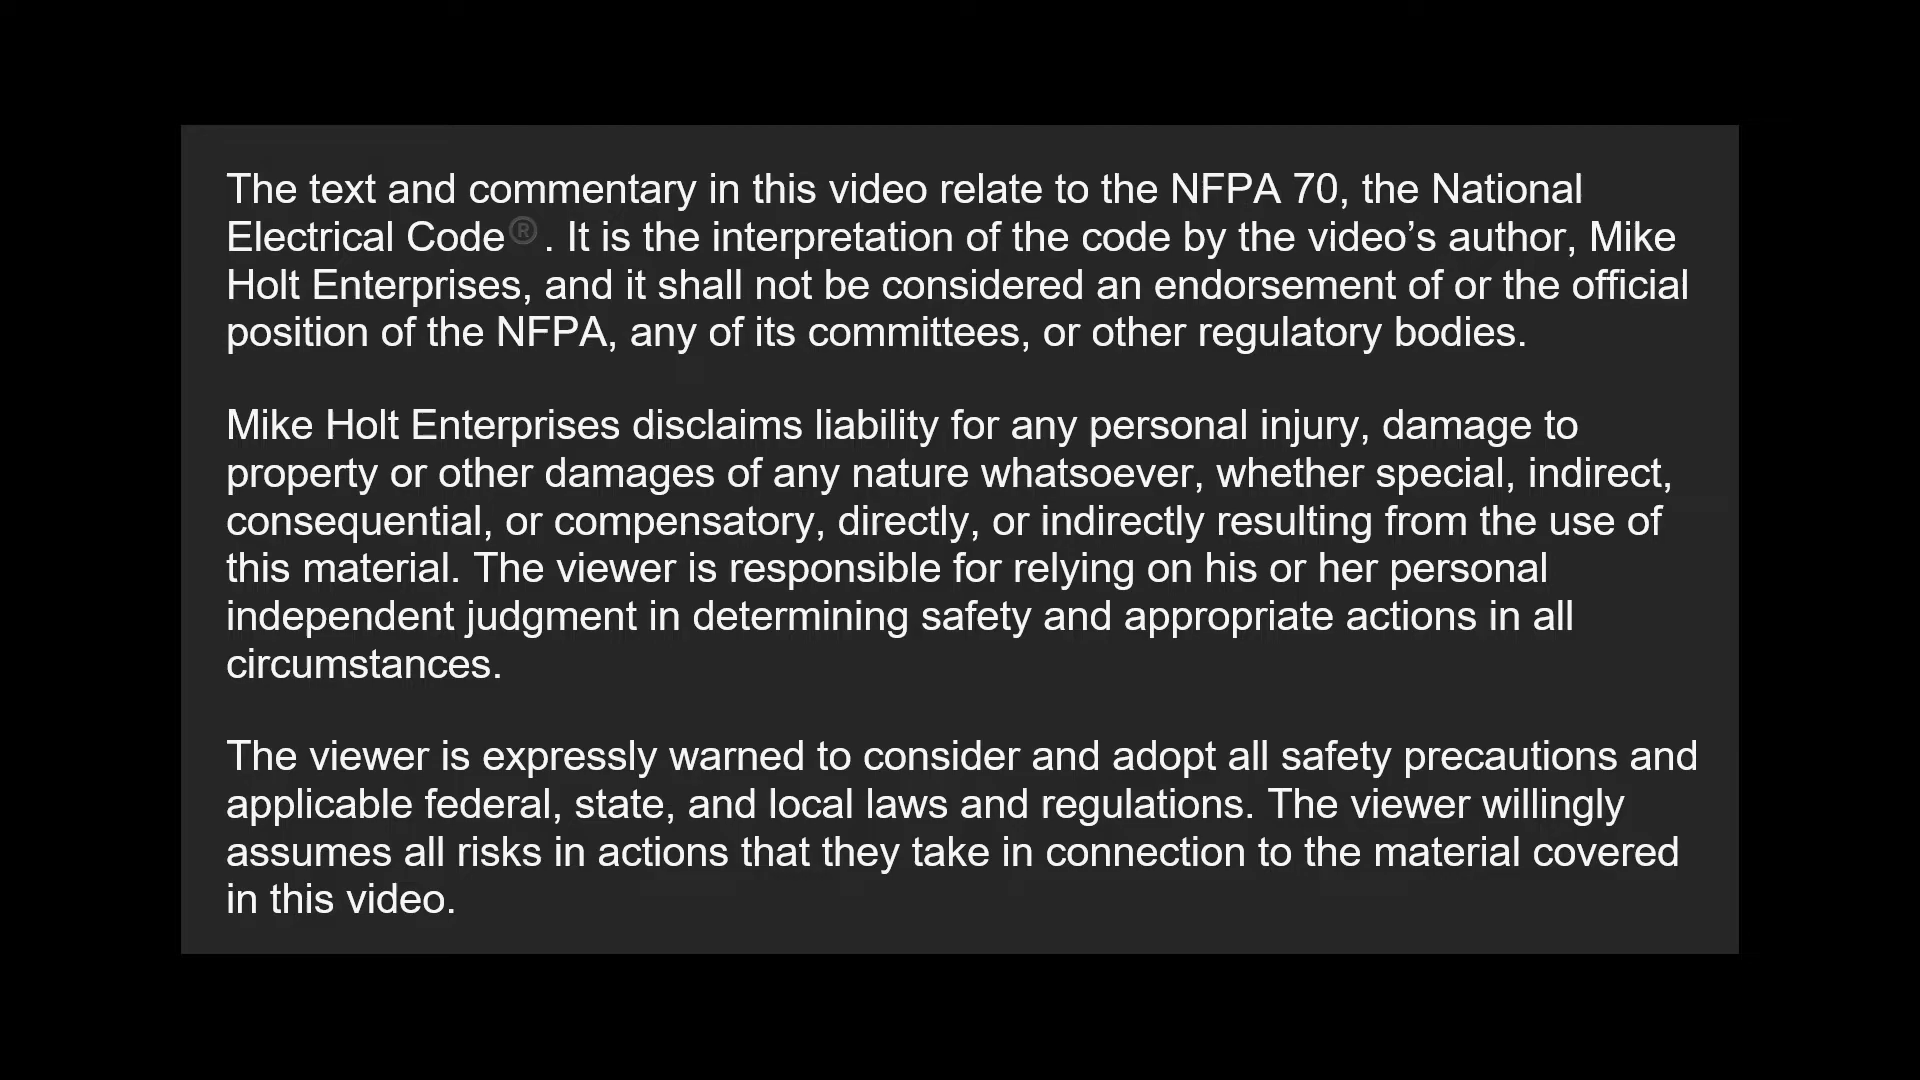 The text and commentary in this video relate to the NFPA 70, the National
Electrical Code® . It is the interpretation of the code by the video’s author, Mike
Holt Enterprises, and it shall not be considered an endorsement of or the official
position of the NFPA, any of its committees, or other regulatory bodies.
Mike Holt Enterprises disclaims liability for any personal injury, damage to
property or other damages of any nature whatsoever, whether special, indirect,
consequential, or compensatory, directly, or indirectly resulting from the use of
this material. The viewer is responsible for relying on his or her personal
independent judgment in determining safety and appropriate actions in all
circumstances.
The viewer is expressly warned to consider and adopt all safety precautions and
applicable federal, state, and local laws and regulations. The viewer willingly
assumes all risks in actions that they take in connection to the material covered
in this video.